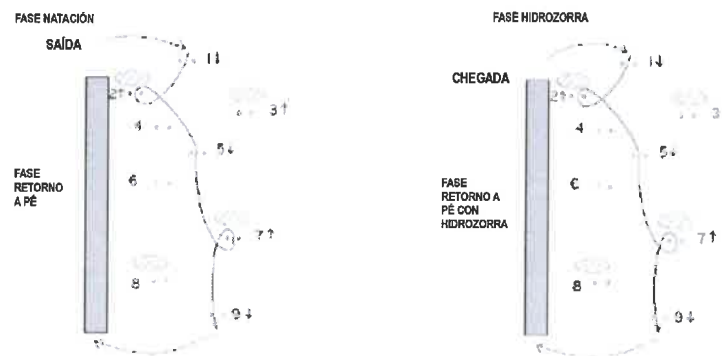 FASE NATACIÓN
SAÍDA
1↓
2↑
3↑
4
5↓
6
7↑
8
9↓
FASE
RETORNO
A PÉ
FASE HIDROZORRA
CHEGADA
1↓
2↑
3
4
5↓
7↑
8
9↓
FASE
RETORNO A
PÉ CON
HIDROZORRA